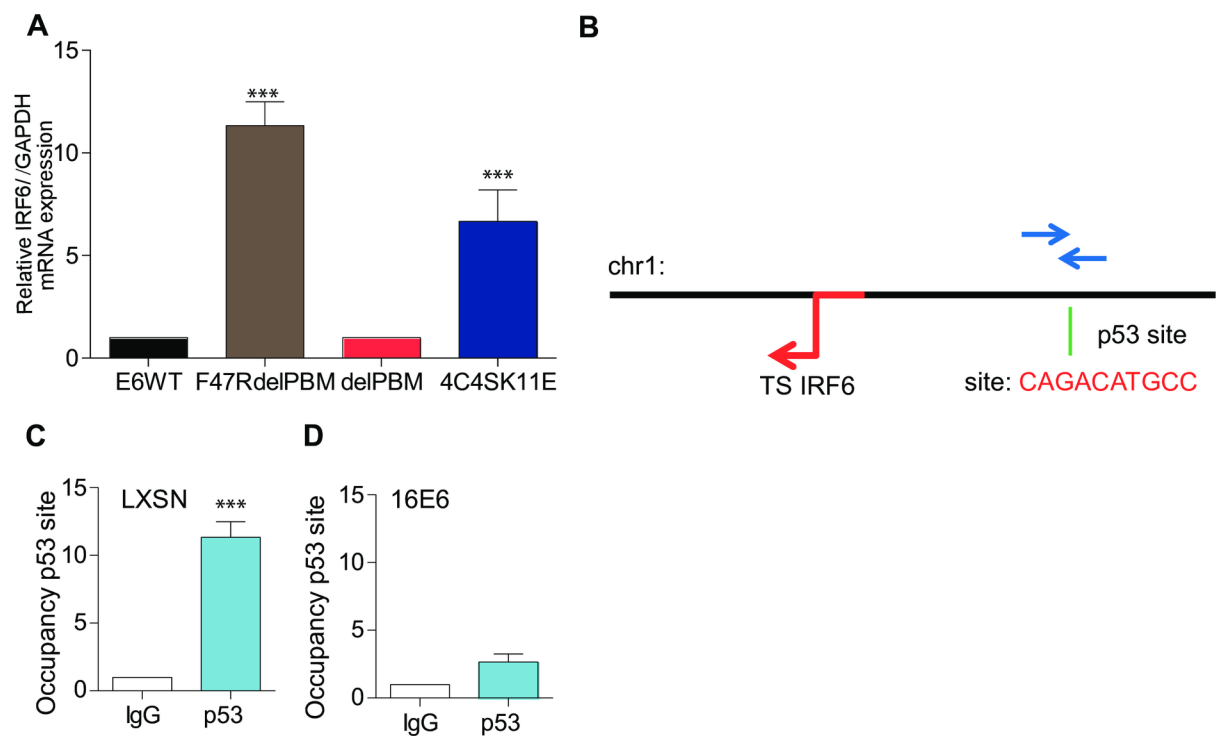 A
15
10
5
0
Relative IRF6/ /GAPDH
mRNA expression
***
***
E6WT F47RdelPBM delPBM 4C4SK11E
B
chr1:
p53 site
TS IRF6
site: CAGACATGCC
C
15
10
5
0
Occupancy p53 site
LXSN
***
IgG p53
D
15
10
5
0
Occupancy p53 site
16E6
IgG p53